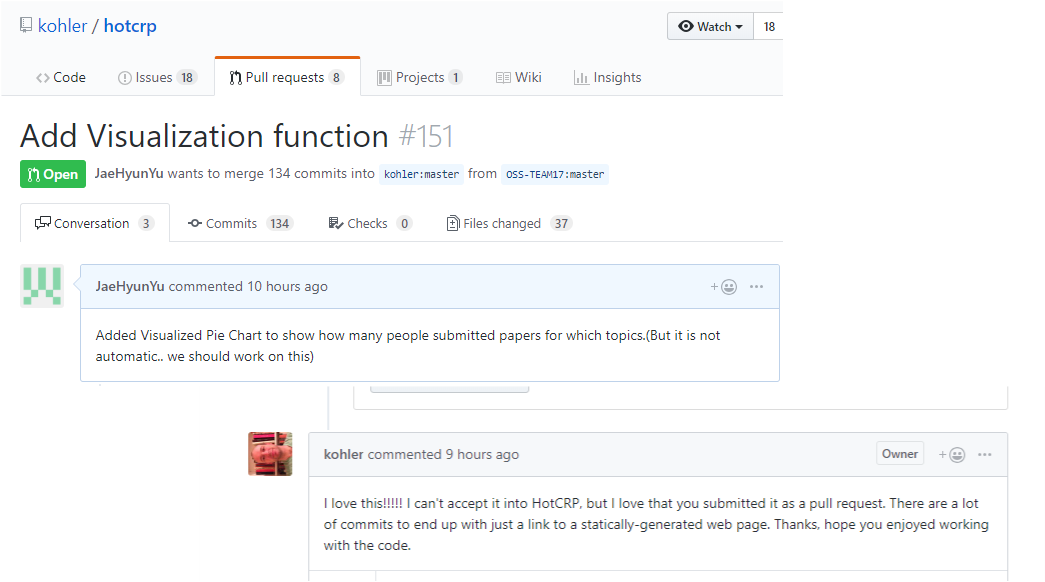 kohler / hotcrp
Watch 18
Code Issues 18 Pull requests 8 Projects 1 Wiki Insights
Add Visualization function #151
Open JaeHyunYu wants to merge 134 commits into kohler:master from OSS-TEAM17:master
Conversation 3 Commits 134 Checks 0 Files changed 37
JaeHyunYu commented 10 hours ago
Added Visualized Pie Chart to show how many people submitted papers for which topics.(But it is not
automatic.. we should work on this)
kohler commented 9 hours ago Owner
I love this!!!!! I can't accept it into HotCRP, but I love that you submitted it as a pull request. There are a lot
of commits to end up with just a link to a statically-generated web page. Thanks, hope you enjoyed working
with the code.